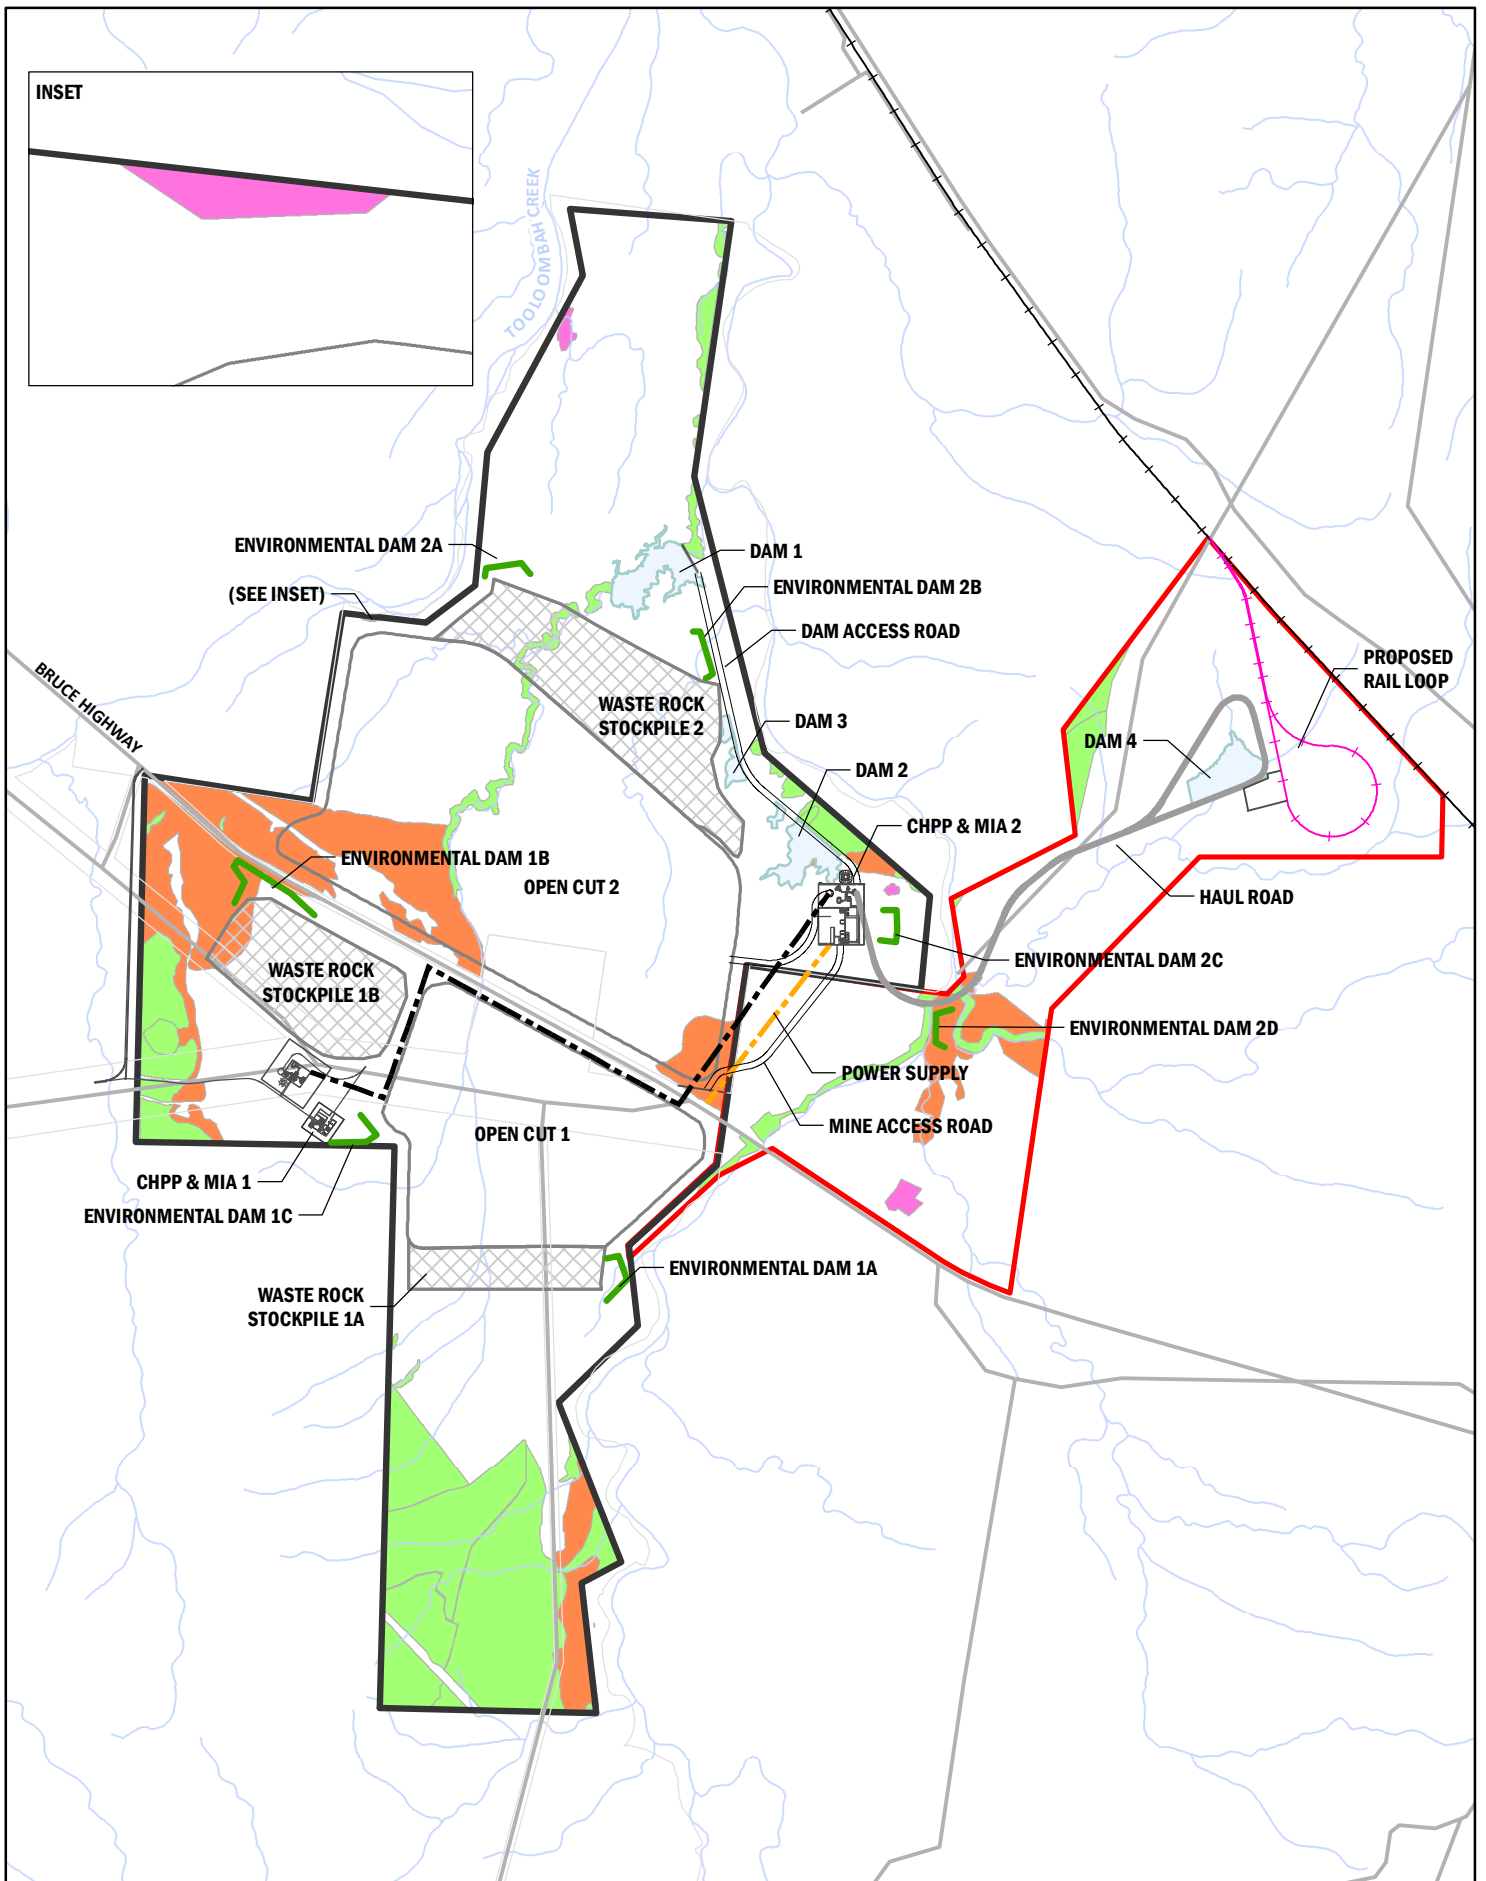 INSET
TOOLOOMBAH CREEK
ENVIRONMENTAL DAM 2A
DAM 1
ENVIRONMENTAL DAM 2B
(SEE INSET)
DAM ACCESS ROAD
PROPOSED
RAIL LOOP
BRUCE HIGHWAY
WASTE ROCK
STOCKPILE 2
DAM 3
DAM 4
DAM 2
CHPP & MIA 2
ENVIRONMENTAL DAM 1B
OPEN CUT 2
HAUL ROAD
ENVIRONMENTAL DAM 2C
WASTE ROCK
STOCKPILE 1B
ENVIRONMENTAL DAM 2D
POWER SUPPLY
MINE ACCESS ROAD
OPEN CUT 1
CHPP & MIA 1
ENVIRONMENTAL DAM 1C
ENVIRONMENTAL DAM 1A
WASTE ROCK
STOCKPILE 1A